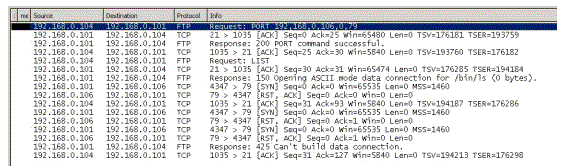 me Source Destination Protocol Info
192.168.0.104 192.168.0.101 FTP Request: PORT 192,168,0,106,0,79
192.168.0.101 192.168.0.104 TCP 21 > 1035 [ACK] Seq=0 Ack=25 Win=65480 Len=0 TSV=176181 TSER=193759
192.168.0.101 192.168.0.104 FTP Response: 200 PORT command successful.
192.168.0.104 192.168.0.101 TCP 1035 > 21 [ACK] Seq=25 Ack=30 Win=5840 Len=0 TSV=193760 TSER=176182
192.168.0.104 192.168.0.101 FTP Request: LIST
192.168.0.101 192.168.0.104 TCP 21 > 1035 [ACK] Seq=30 Ack=31 Win=65474 Len=0 TSV=176285 TSER=194184
192.168.0.101 192.168.0.104 FTP Response: 150 Opening ASCII mode data connection for /bin/ls (0 bytes).
192.168.0.101 192.168.0.106 TCP 4347 > 79 [SYN] Seq=0 Ack=0 Win=65535 Len=0 MSS=1460
192.168.0.106 192.168.0.101 TCP 79 > 4347 [RST, ACK] Seq=0 Ack=0 Win=0 Len=0
192.168.0.104 192.168.0.101 TCP 1035 > 21 [ACK] Seq=31 Ack=93 Win=5840 Len=0 TSV=194187 TSER=176286
192.168.0.101 192.168.0.106 TCP 4347 > 79 [SYN] Seq=0 Ack=0 Win=65535 Len=0 MSS=1460
192.168.0.106 192.168.0.101 TCP 79 > 4347 [RST, ACK] Seq=0 Ack=1 Win=0 Len=0
192.168.0.101 192.168.0.106 TCP 4347 > 79 [SYN] Seq=0 Ack=0 Win=65535 Len=0 MSS=1460
192.168.0.106 192.168.0.101 TCP 79 > 4347 [RST, ACK] Seq=0 Ack=1 Win=0 Len=0
192.168.0.101 192.168.0.104 FTP Response: 425 Can't build data connection.
192.168.0.104 192.168.0.101 TCP 1035 > 21 [ACK] Seq=31 Ack=127 Win=5840 Len=0 TSV=194213 TSER=176298